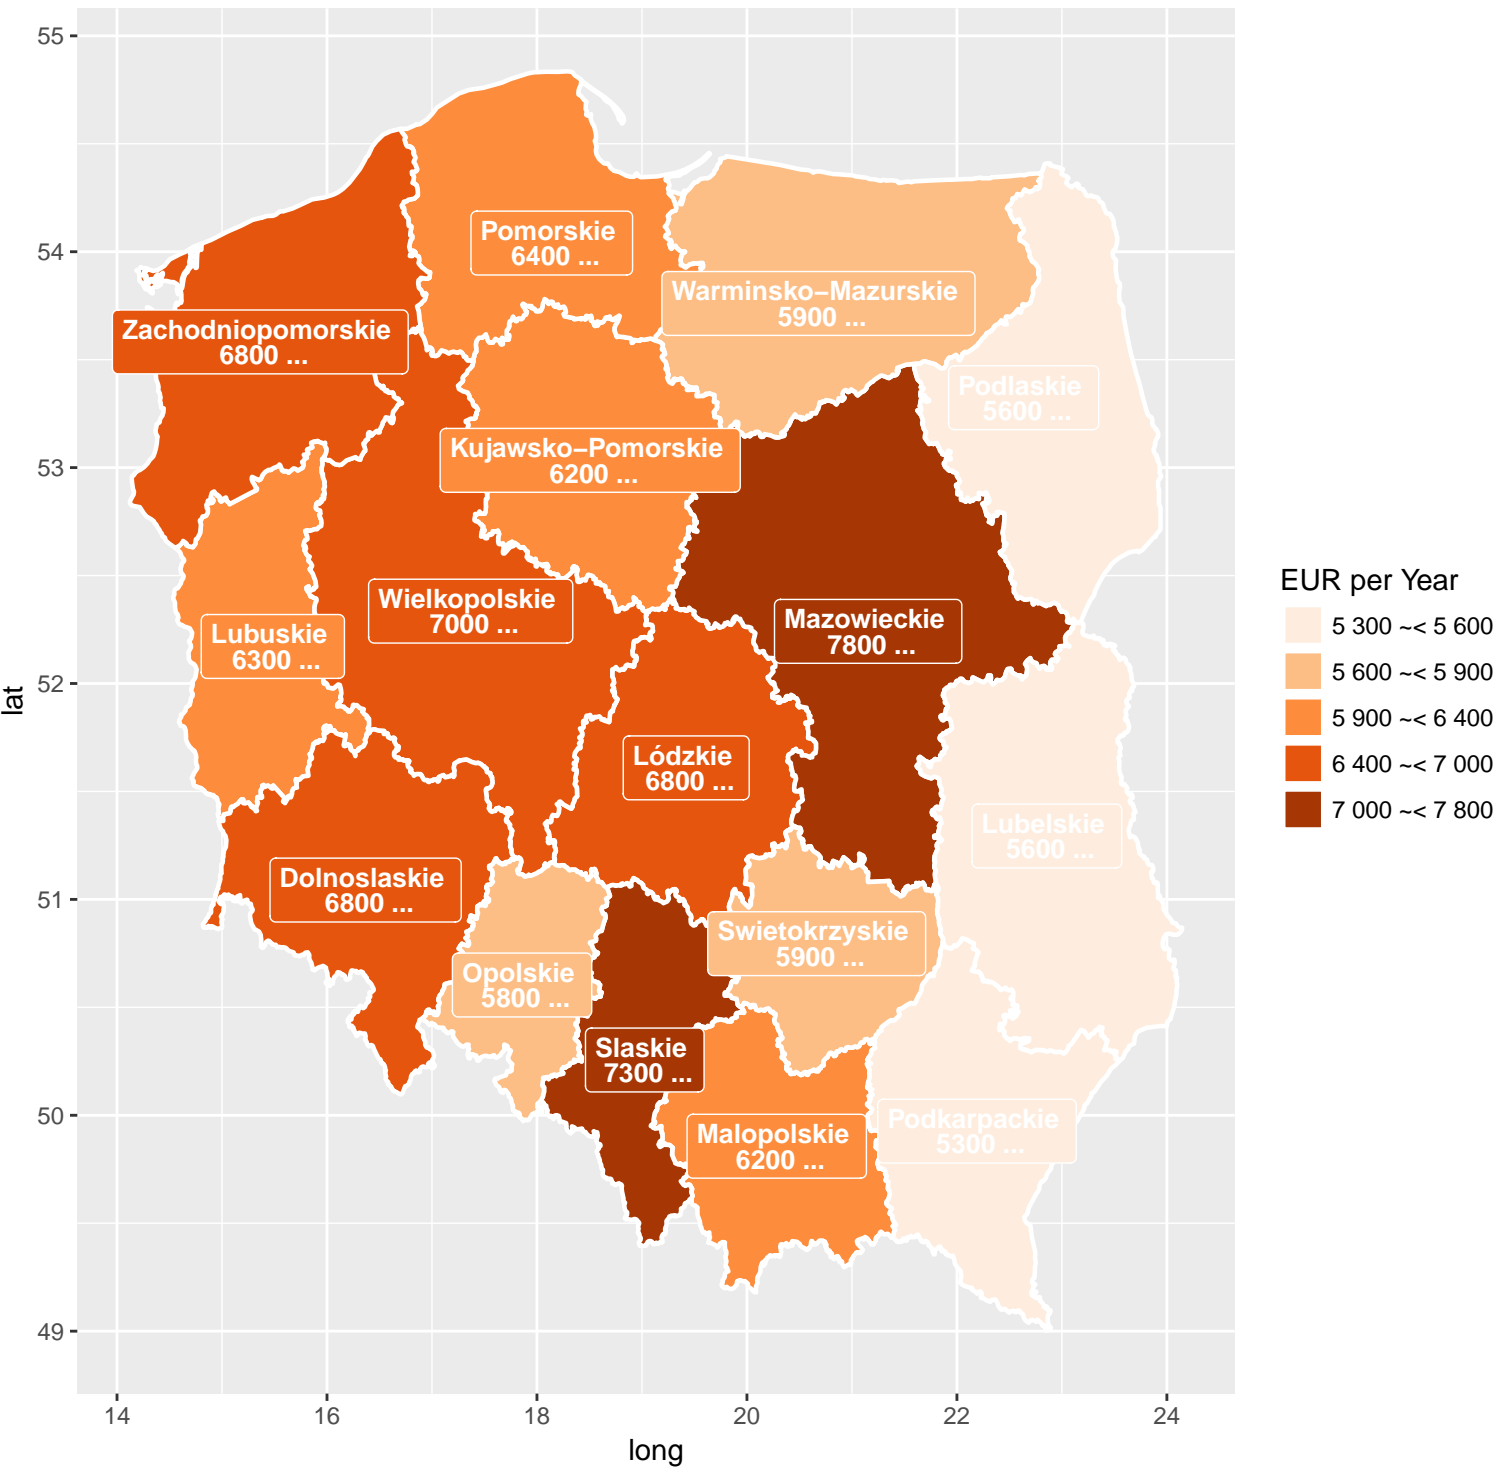 55
54
53
52
51
50
49
lat
14
16
18
20
22
24
long
Pomorskie
6400 ...
Warminsko–Mazurskie
5900 ...
Zachodniopomorskie
6800 ...
Podlaskie
5600 ...
Kujawsko–Pomorskie
6200 ...
Wielkopolskie
7000 ...
Mazowieckie
7800 ...
Lubuskie
6300 ...
Lódzkie
6800 ...
Lubelskie
5600 ...
Dolnoslaskie
6800 ...
Swietokrzyskie
5900 ...
Opolskie
5800 ...
Slaskie
7300 ...
Malopolskie
6200 ...
Podkarpackie
5300 ...
EUR per Year
5 300 ~< 5 600
5 600 ~< 5 900
5 900 ~< 6 400
6 400 ~< 7 000
7 000 ~< 7 800